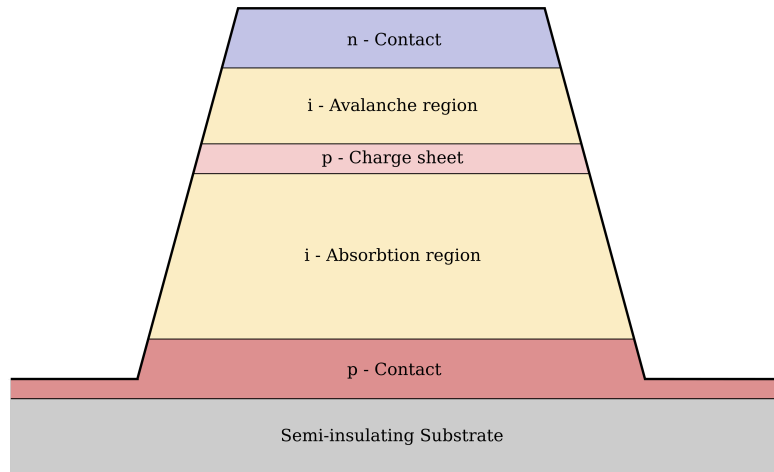 n - Contact
i - Avalanche region
p - Charge sheet
i - Absorbtion region
p - Contact
Semi-insulating Substrate